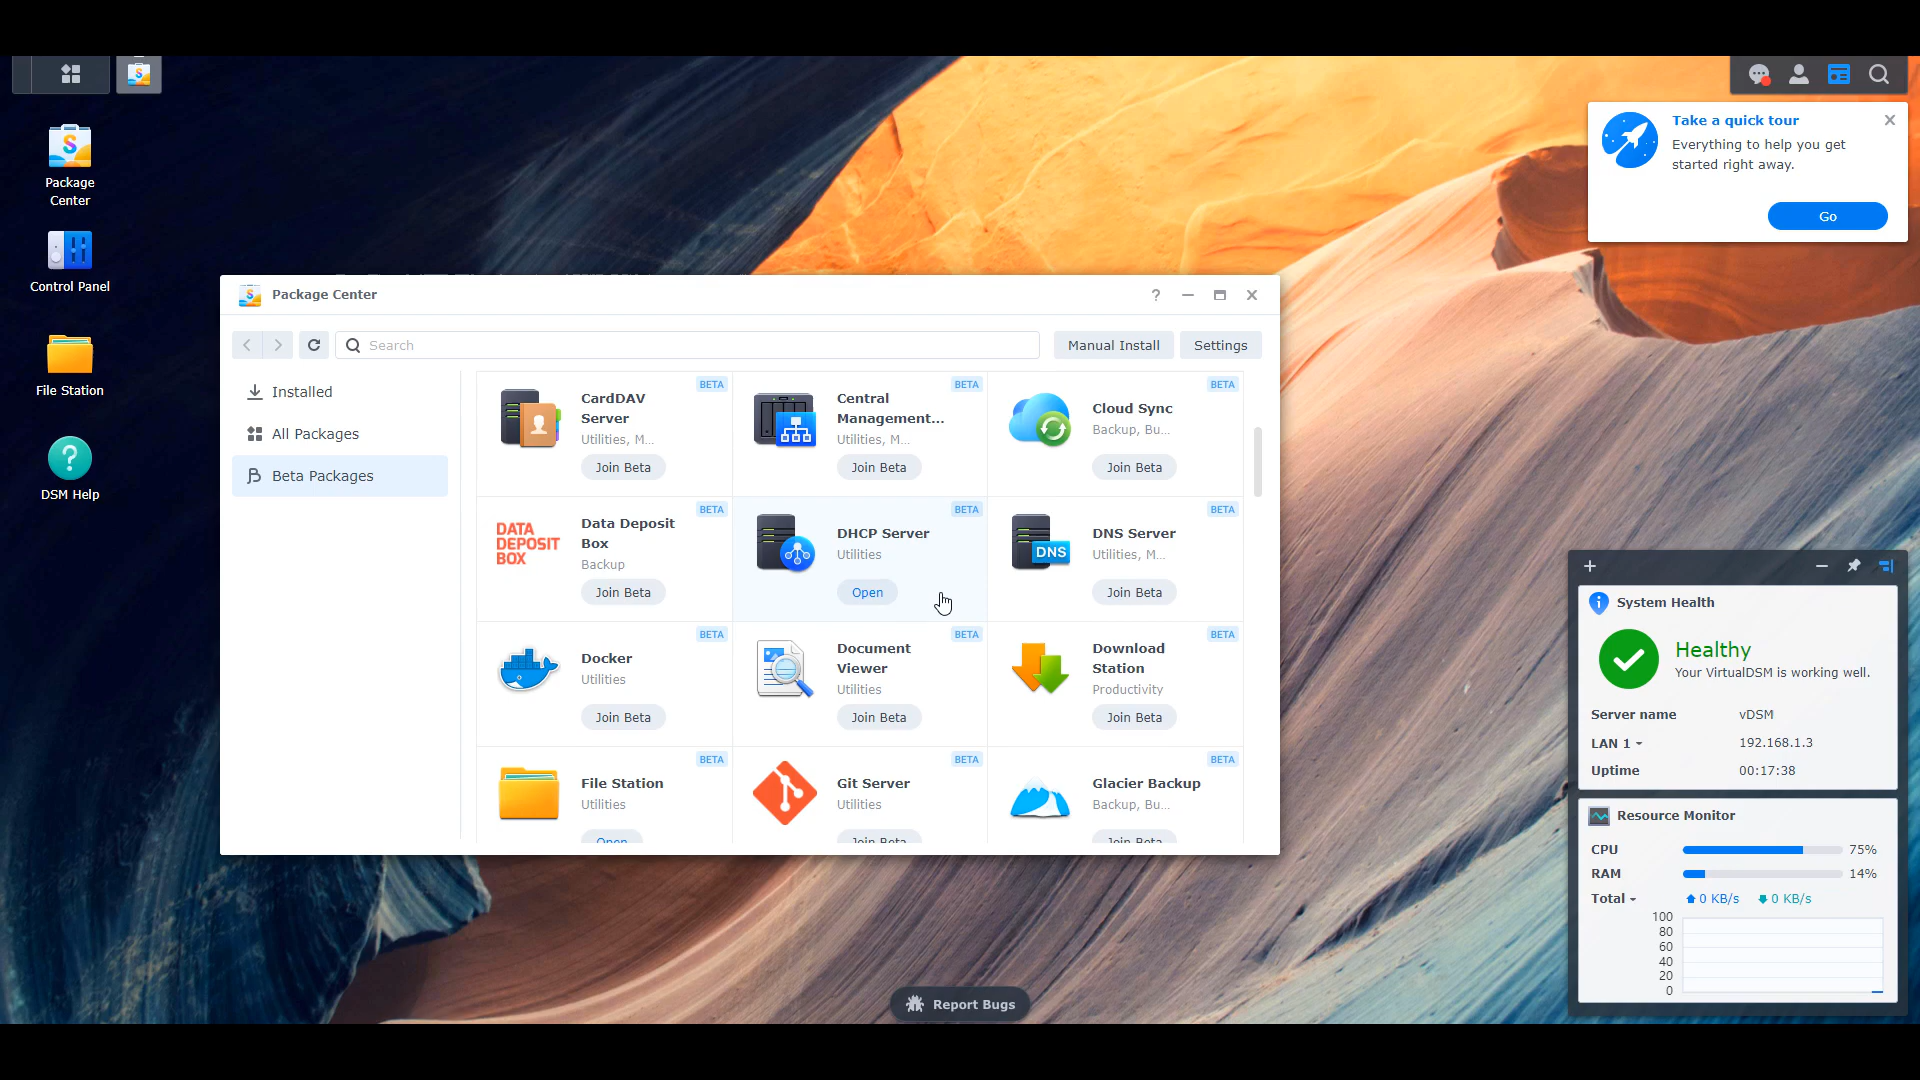 Package
Center
Control Panel
File Station
DSM Help
Take a quick tour
Everything to help you get
started right away.
Go
Package Center
Search
Manual Install
Settings
Installed
All Packages
Beta Packages
BETA
CardDAV
Server
Utilities, M...
Join Beta
BETA
Central
Management...
Utilities, M...
Join Beta
BETA
Cloud Sync
Backup, Bu...
Join Beta
BETA
DATA
DEPOSIT
BOX
Data Deposit
Box
Backup
Join Beta
BETA
DHCP Server
Utilities
Open
BETA
DNS
DNS Server
Utilities, M...
Join Beta
BETA
Docker
Utilities
Join Beta
BETA
Document
Viewer
Utilities
Join Beta
BETA
Download
Station
Productivity
Join Beta
BETA
File Station
Utilities
Open
BETA
Git Server
Utilities
Join Beta
BETA
Glacier Backup
Backup, Bu...
Join Beta
System Health
Healthy
Your VirtualDSM is working well.
Server name vDSM
LAN 1 192.168.1.3
Uptime 00:17:38
Resource Monitor
CPU 75%
RAM 14%
Total 0 KB/s 0 KB/s
100
80
60
40
20
0
Report Bugs